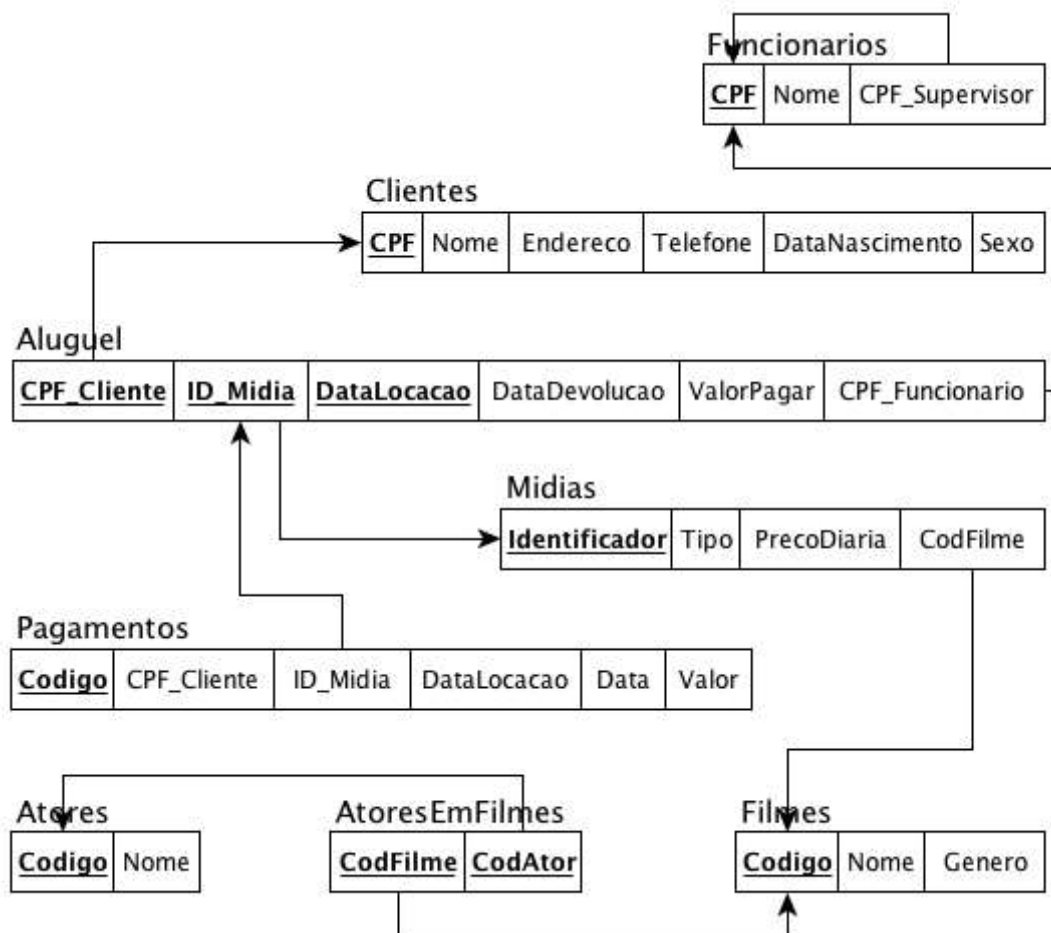 Funcionarios
CPF Nome CPF_Supervisor
Clientes
CPF Nome Endereco Telefone DataNascimento Sexo
Aluguel
CPF_Cliente ID_Midia DataLocacao DataDevolucao ValorPagar CPF_Funcionario
Midias
Identificador Tipo PrecoDiaria CodFilme
Pagamentos
Codigo CPF_Cliente ID_Midia DataLocacao Data Valor
Atores AtoresEmFilmes Filmes
Codigo Nome CodFilme CodAtor Codigo Nome Genero